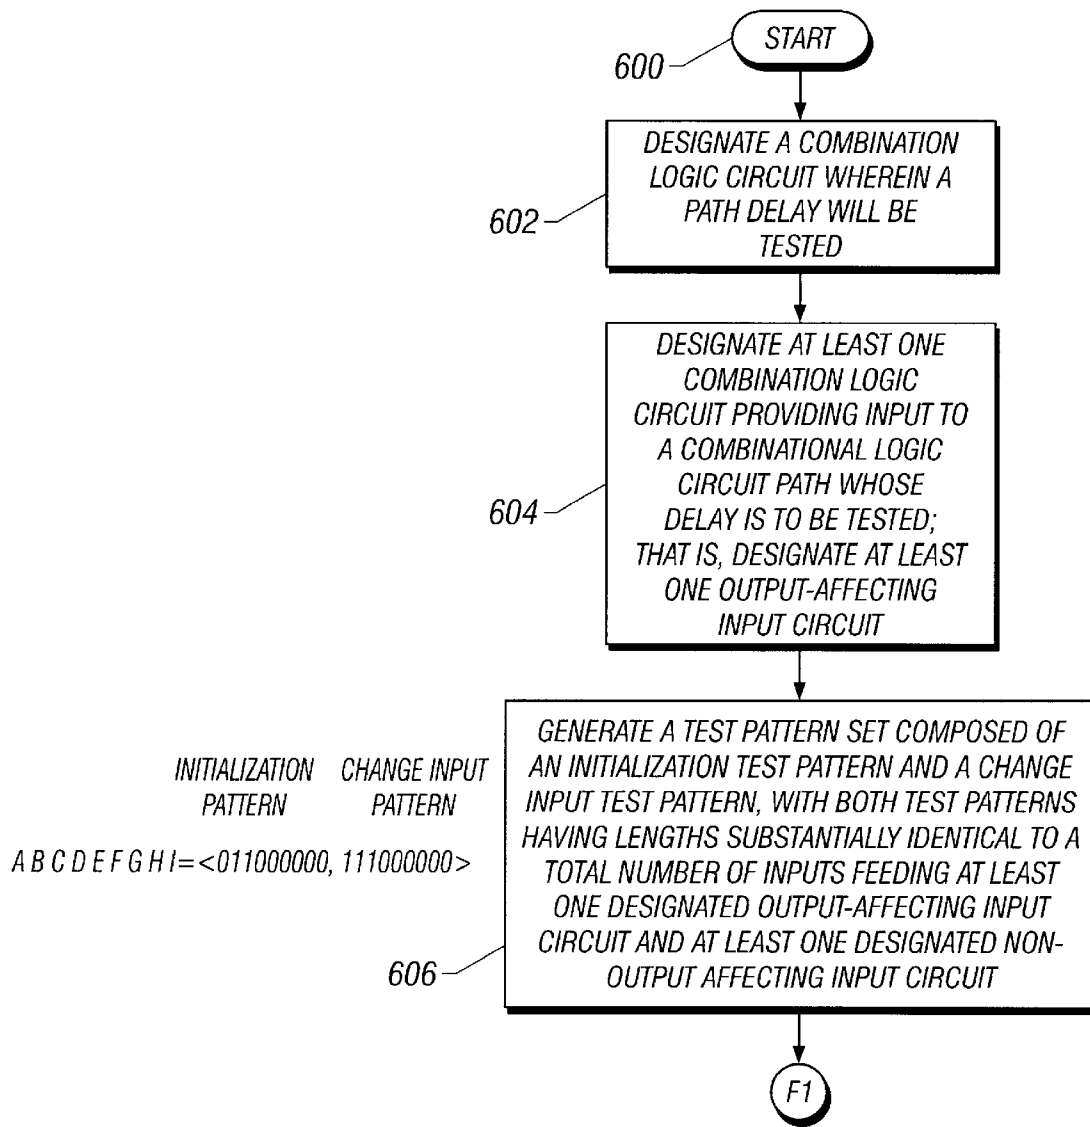 START
600
DESIGNATE A COMBINATION
LOGIC CIRCUIT WHEREIN A
PATH DELAY WILL BE
TESTED
602
DESIGNATE AT LEAST ONE
COMBINATION LOGIC
CIRCUIT PROVIDING INPUT TO
A COMBINATIONAL LOGIC
CIRCUIT PATH WHOSE
DELAY IS TO BE TESTED;
THAT IS, DESIGNATE AT LEAST
ONE OUTPUT-AFFECTING
INPUT CIRCUIT
604
INITIALIZATION
PATTERN
CHANGE INPUT
PATTERN
A B C D E F G H I = <011000000, 111000000>
GENERATE A TEST PATTERN SET COMPOSED OF
AN INITIALIZATION TEST PATTERN AND A CHANGE
INPUT TEST PATTERN, WITH BOTH TEST PATTERNS
HAVING LENGTHS SUBSTANTIALLY IDENTICAL TO A
TOTAL NUMBER OF INPUTS FEEDING AT LEAST
ONE DESIGNATED OUTPUT-AFFECTING INPUT
CIRCUIT AND AT LEAST ONE DESIGNATED NON-
OUTPUT AFFECTING INPUT CIRCUIT
606
F1